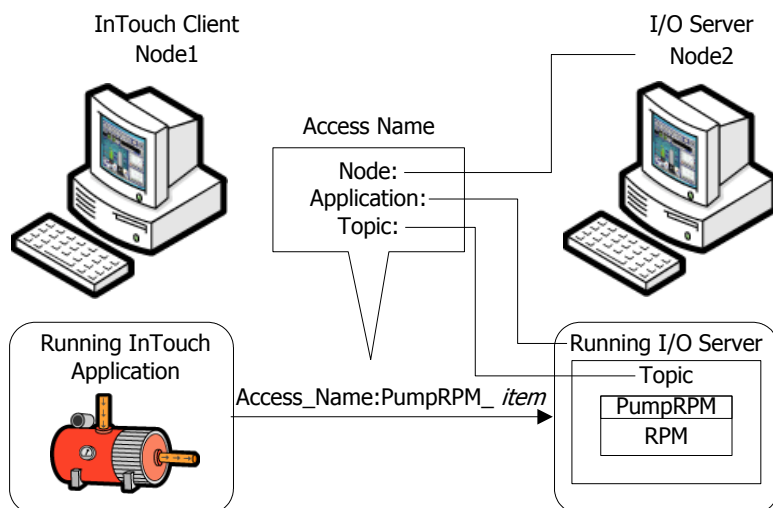 InTouch Client
Node1
I/O Server
Node2
Access Name
Node:
Application:
Topic:
Running InTouch
Application
Access_Name:PumpRPM_ item
Running I/O Server
Topic
PumpRPM
RPM